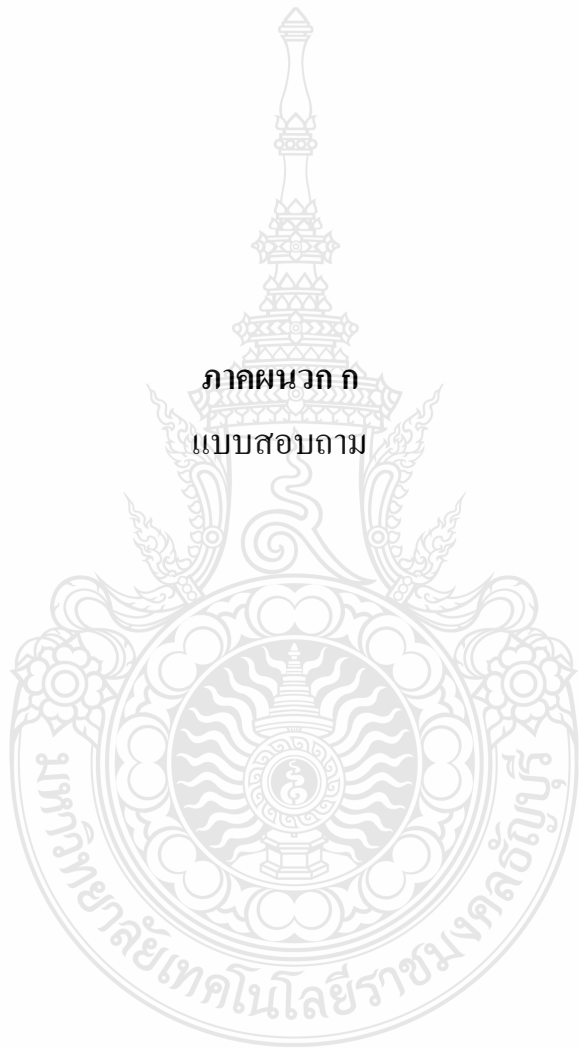 ภาคผนวก ก
แบบสอบถาม
มหาวิทยาลัยเทคโนโลยีราชมงคลธัญบุรี